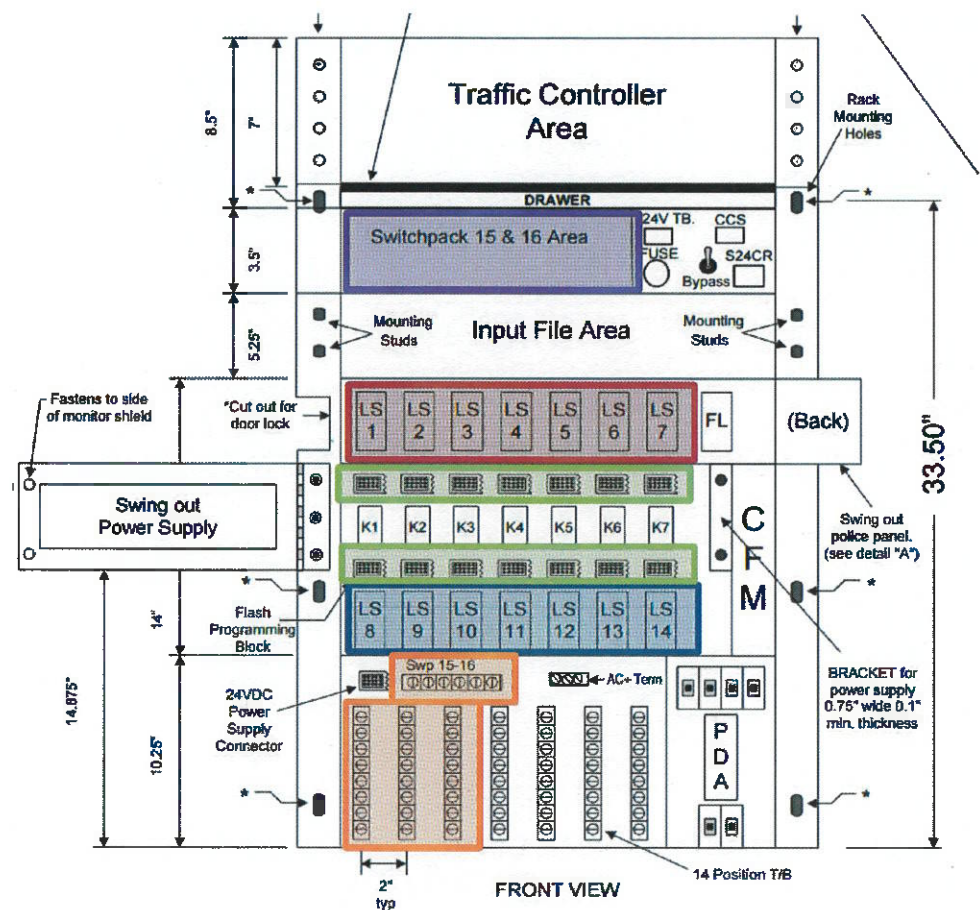 Traffic Controller
Area
8.5"
7"
Rack
Mounting
Holes
*
*
DRAWER
3.5"
Switchpack 15 & 16 Area
24V TB.
CCS
FUSE
S24CR
Bypass
5.25"
Mounting
Studs
Input File Area
Mounting
Studs
Fastens to side
of monitor shield
*Cut out for
door lock
LS
1
LS
2
LS
3
LS
4
LS
5
LS
6
LS
7
FL
(Back)
33.50"
Swing out
Power Supply
K1
K2
K3
K4
K5
K6
K7
C
F
M
Swing out
police panel.
(see detail "A")
*
*
14"
Flash
Programming
Block
LS
8
LS
9
LS
10
LS
11
LS
12
LS
13
LS
14
14.875"
10.25"
24VDC
Power
Supply
Connector
Swp 15-16
AC+ Term
BRACKET for
power supply
0.75" wide 0.1"
min. thickness
P
D
A
*
*
2"
typ
FRONT VIEW
14 Position T/B